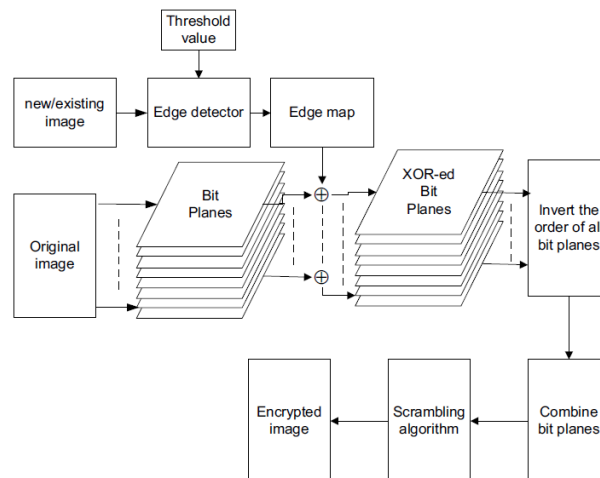 Threshold
value
new/existing
image
Edge detector
Edge map
Original
image
Bit
Planes
XOR-ed
Bit
Planes
Invert the
order of al
bit planes
Encrypted
image
Scrambling
algorithm
Combine
bit planes